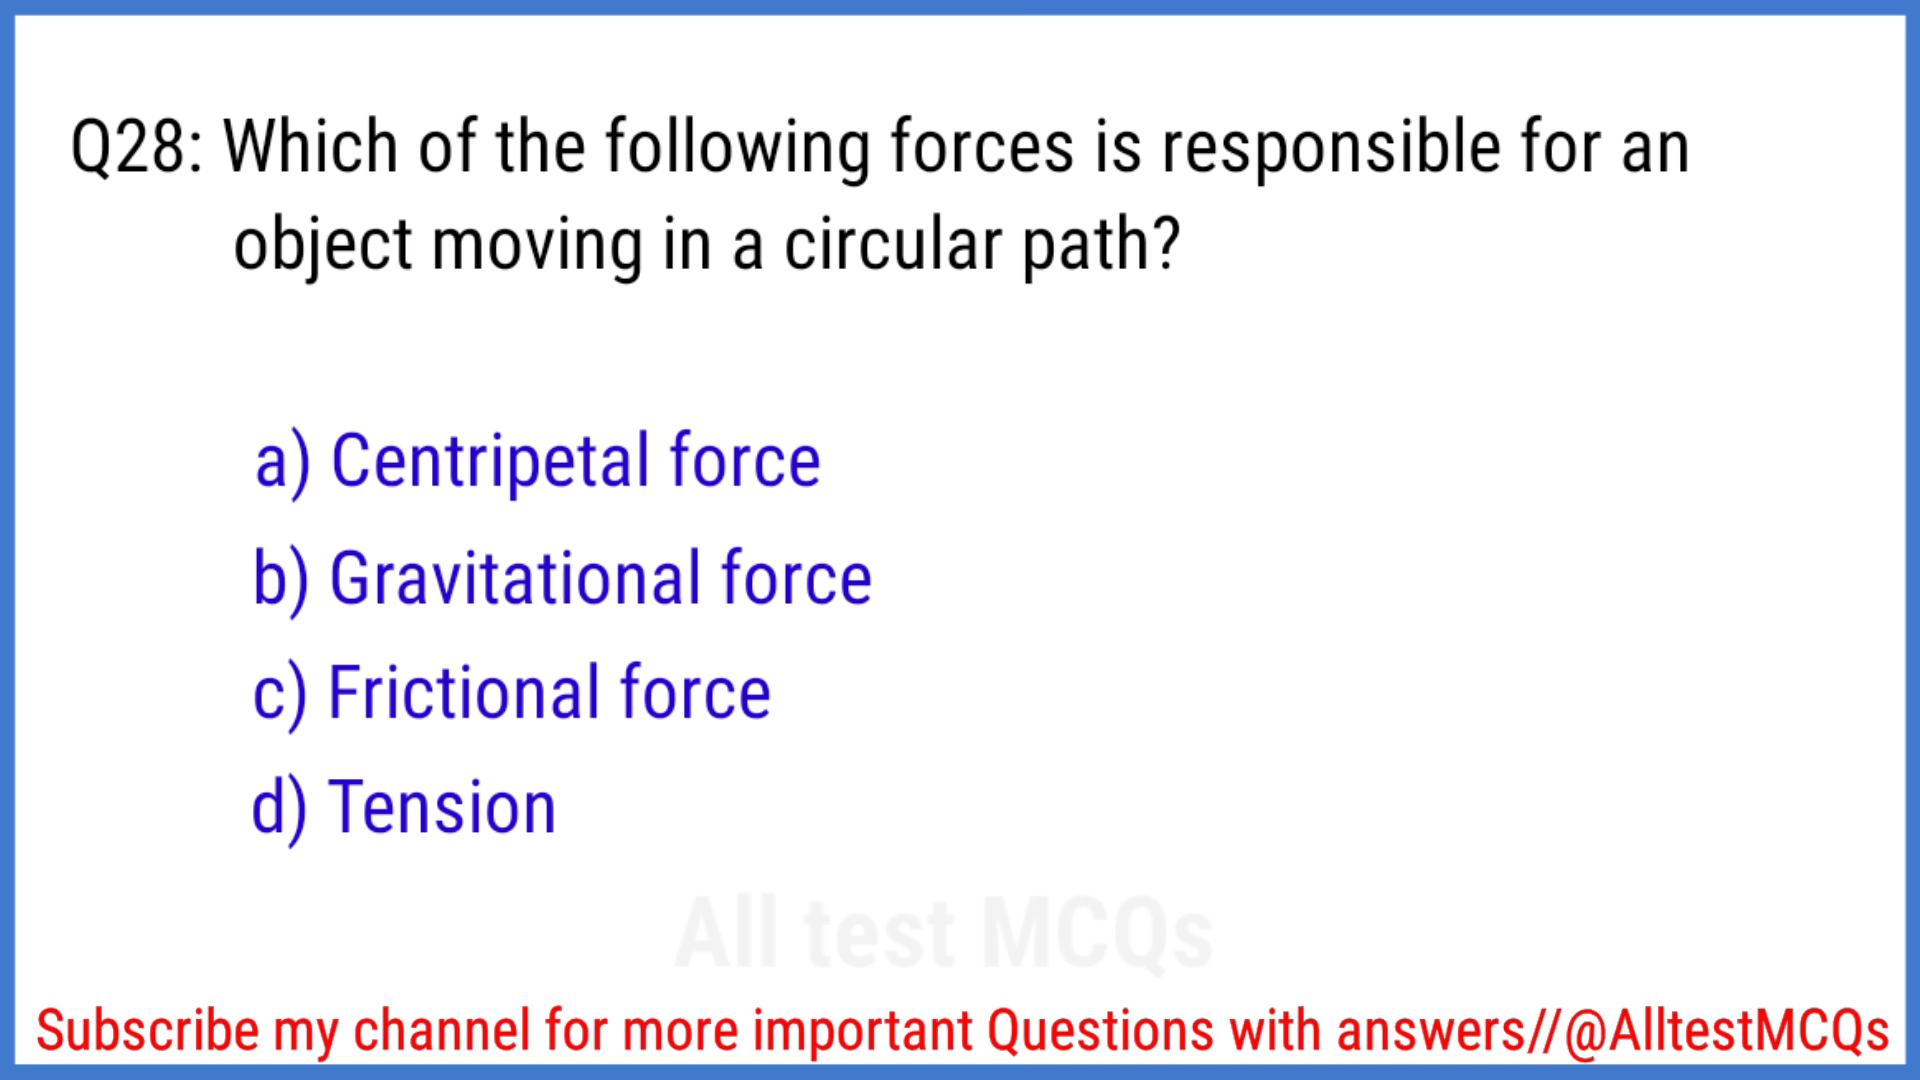 Q28: Which of the following forces is responsible for an
object moving in a circular path?
a) Centripetal force
b) Gravitational force
c) Frictional force
d) Tension
All test MCQs
Subscribe my channel for more important Questions with answers//@AlltestMCQs